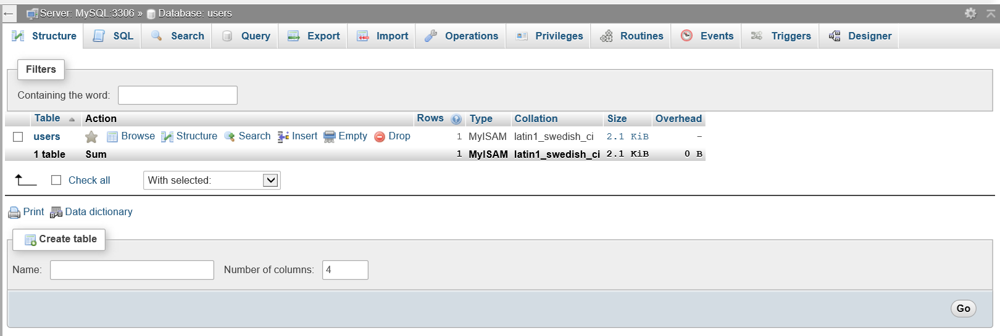 Server: MySQL:3306 » Database: users
Structure SQL Search Query Export Import Operations Privileges Routines Events Triggers Designer
Filters
Containing the word:
Table Action Rows Type Collation Size Overhead
users Browse Structure Search Insert Empty Drop 1 MyISAM latin1_swedish_ci 2.1 KiB -
1 table Sum 1 MyISAM latin1_swedish_ci 2.1 KiB 0 B
Check all With selected:
Print Data dictionary
Create table
Name: Number of columns: 4
Go